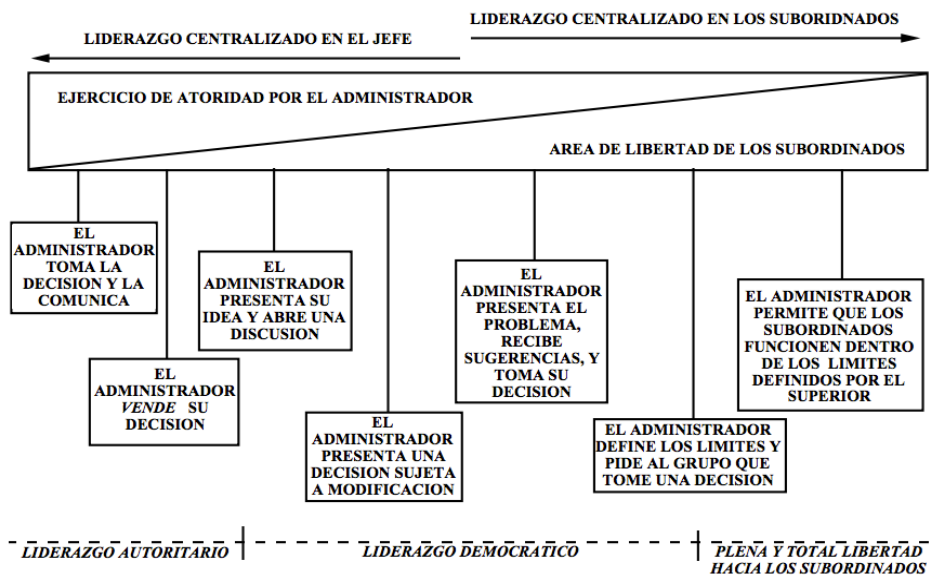 LIDERAZGO CENTRALIZADO EN LOS SUBORIDNADOS
LIDERAZGO CENTRALIZADO EN EL JEFE
EJERCICIO DE ATORIDAD POR EL ADMINISTRADOR
AREA DE LIBERTAD DE LOS SUBORDINADOS
EL
ADMINISTRADOR
TOMA LA
DECISION Y LA
COMUNICA
EL
ADMINISTRADOR
VENDE SU
DECISION
EL
ADMINISTRADOR
PRESENTA SU
IDEA Y ABRE UNA
DISCUSION
EL
ADMINISTRADOR
PRESENTA UNA
DECISION SUJETA
A MODIFICACION
EL
ADMINISTRADOR
PRESENTA EL
PROBLEMA,
RECIBE
SUGERENCIAS, Y
TOMA SU
DECISION
EL ADMINISTRADOR
DEFINE LOS LIMITES Y
PIDE AL GRUPO QUE
TOME UNA DECISION
EL ADMINISTRADOR
PERMITE QUE LOS
SUBORDINADOS
FUNCIONEN DENTRO
DE LOS LIMITES
DEFINIDOS POR EL
SUPERIOR
LIDERAZGO AUTORITARIO
LIDERAZGO DEMOCRATICO
PLENA Y TOTAL LIBERTAD
HACIA LOS SUBORDINADOS